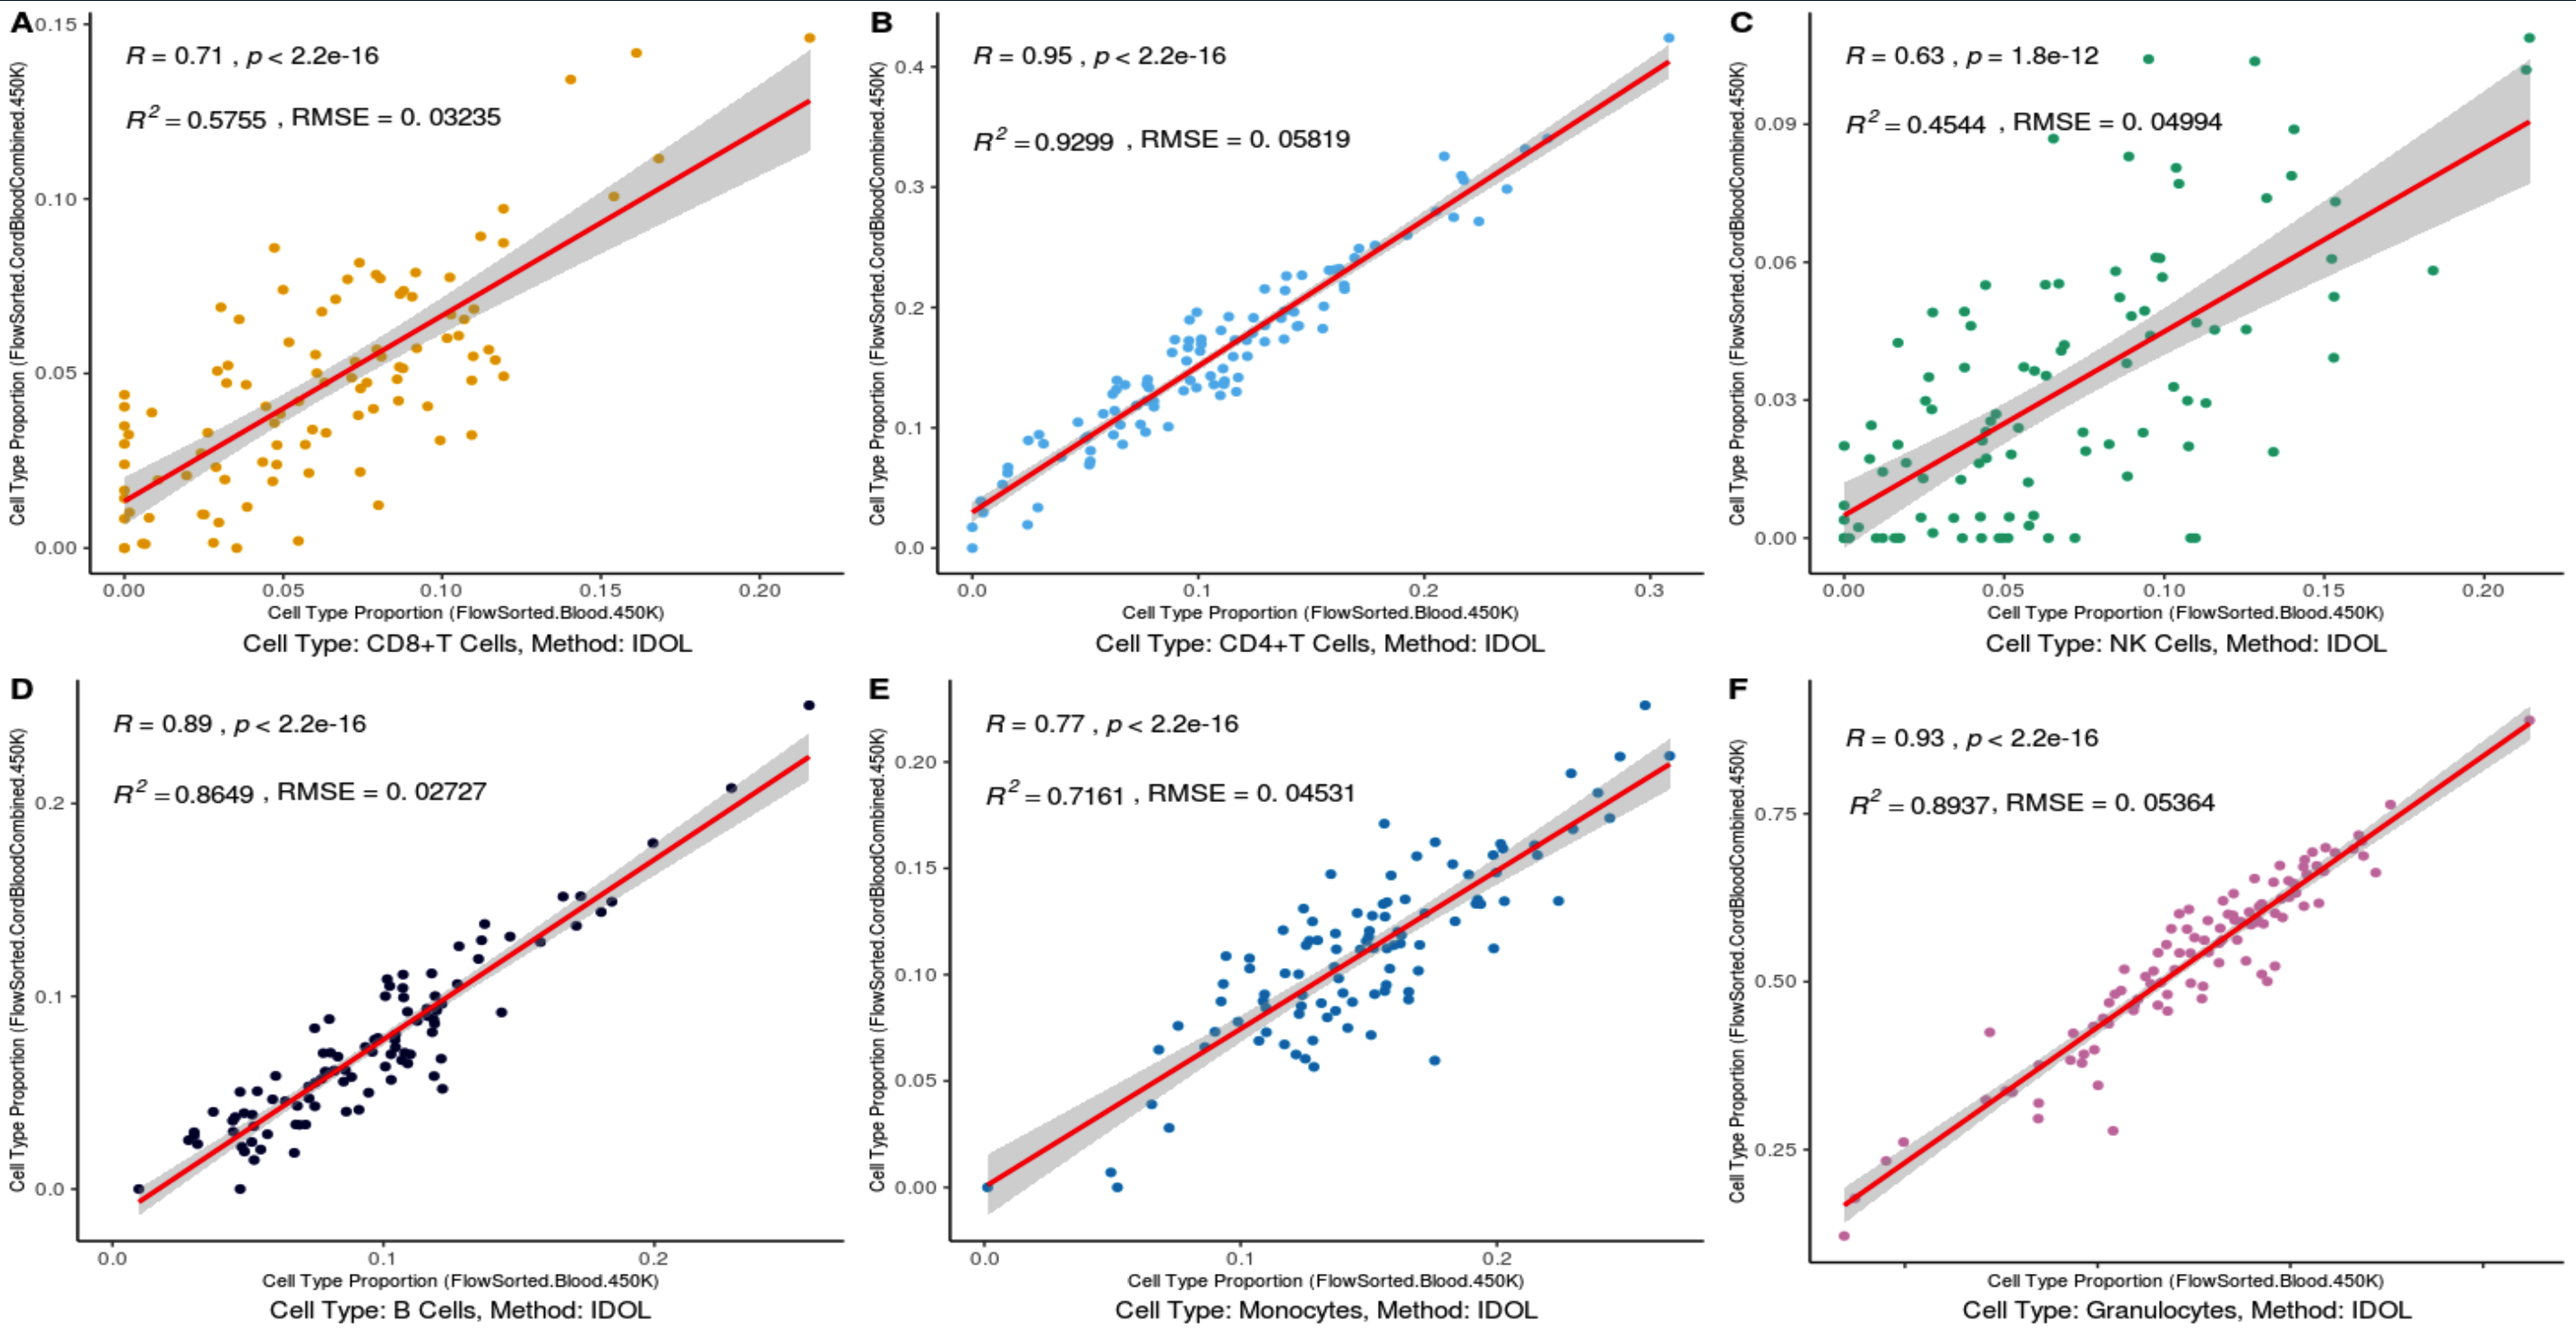 A
R = 0.71 , p < 2.2e-16
R2 = 0.5755 , RMSE = 0. 03235
Cell Type Proportion (FlowSorted.CordBloodCombined.450K)
0.15
0.10
0.05
0.00
0.00 0.05 0.10 0.15 0.20
Cell Type Proportion (FlowSorted.Blood.450K)
Cell Type: CD8+T Cells, Method: IDOL
B
R = 0.95 , p < 2.2e-16
R2 = 0.9299 , RMSE = 0. 05819
Cell Type Proportion (FlowSorted.CordBloodCombined.450K)
0.4
0.3
0.2
0.1
0.0
0.0 0.1 0.2 0.3
Cell Type Proportion (FlowSorted.Blood.450K)
Cell Type: CD4+T Cells, Method: IDOL
C
R = 0.63 , p = 1.8e-12
R2 = 0.4544 , RMSE = 0. 04994
Cell Type Proportion (FlowSorted.CordBloodCombined.450K)
0.09
0.06
0.03
0.00
0.00 0.05 0.10 0.15 0.20
Cell Type Proportion (FlowSorted.Blood.450K)
Cell Type: NK Cells, Method: IDOL
D
R = 0.89 , p < 2.2e-16
R2 = 0.8649 , RMSE = 0. 02727
Cell Type Proportion (FlowSorted.CordBloodCombined.450K)
0.2
0.1
0.0
0.0 0.1 0.2
Cell Type Proportion (FlowSorted.Blood.450K)
Cell Type: B Cells, Method: IDOL
E
R = 0.77 , p < 2.2e-16
R2 = 0.7161 , RMSE = 0. 04531
Cell Type Proportion (FlowSorted.CordBloodCombined.450K)
0.20
0.15
0.10
0.05
0.00
0.0 0.1 0.2
Cell Type Proportion (FlowSorted.Blood.450K)
Cell Type: Monocytes, Method: IDOL
F
R = 0.93 , p < 2.2e-16
R2 = 0.8937, RMSE = 0. 05364
Cell Type Proportion (FlowSorted.CordBloodCombined.450K)
0.75
0.50
0.25
Cell Type Proportion (FlowSorted.Blood.450K)
Cell Type: Granulocytes, Method: IDOL